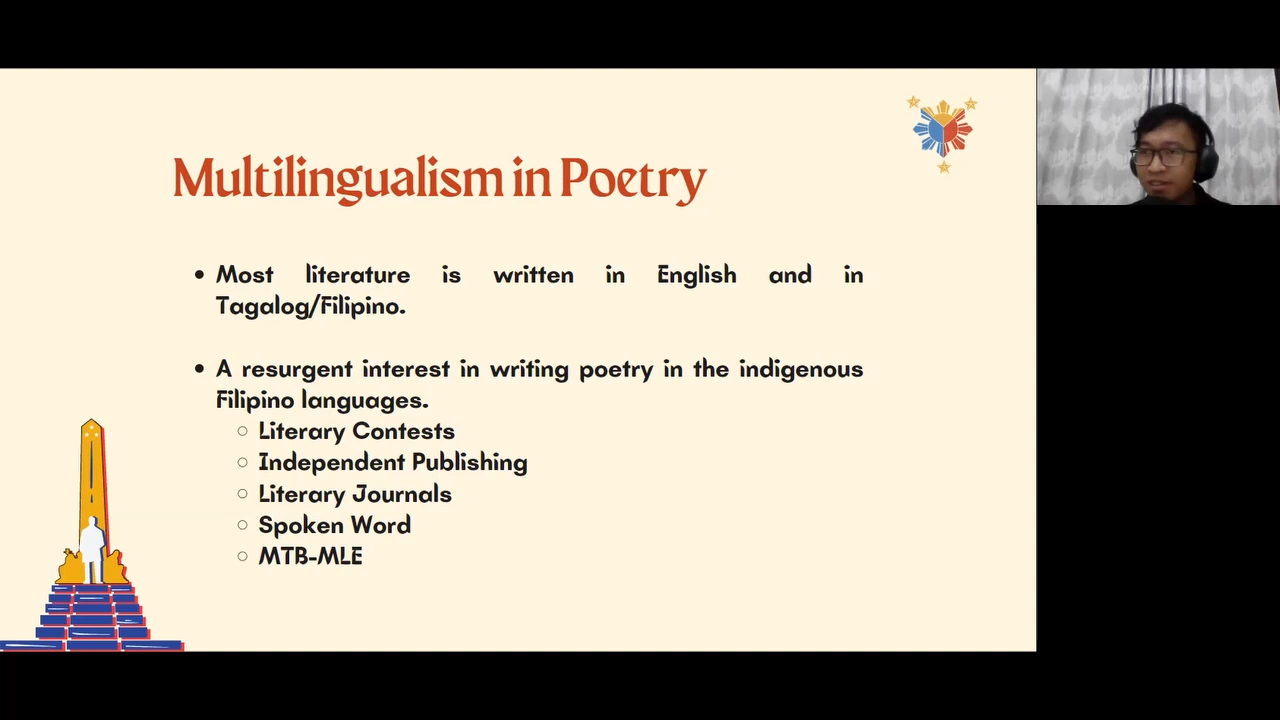 Multilingualism in Poetry
Most literature is written in English and in
Tagalog/Filipino.
A resurgent interest in writing poetry in the indigenous
Filipino languages.
Literary Contests
Independent Publishing
Literary Journals
Spoken Word
MTB-MLE